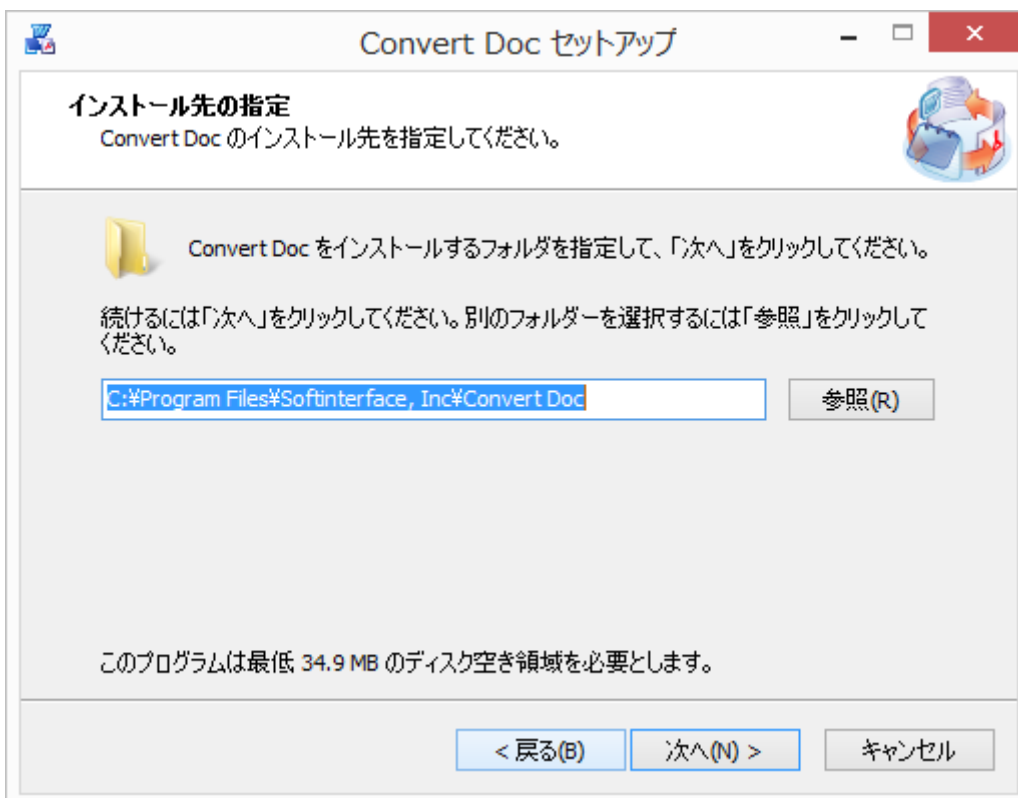 Convert Doc セットアップ
インストール先の指定
Convert Doc のインストール先を指定してください。
Convert Doc をインストールするフォルダを指定して、「次へ」をクリックしてください。
続けるには「次へ」をクリックしてください。別のフォルダーを選択するには「参照」をクリックして
ください。
C:¥Program Files¥Softinterface, Inc¥Convert Doc
参照(R)
このプログラムは最低 34.9 MB のディスク空き領域を必要とします。
< 戻る(B)
次へ(N) >
キャンセル